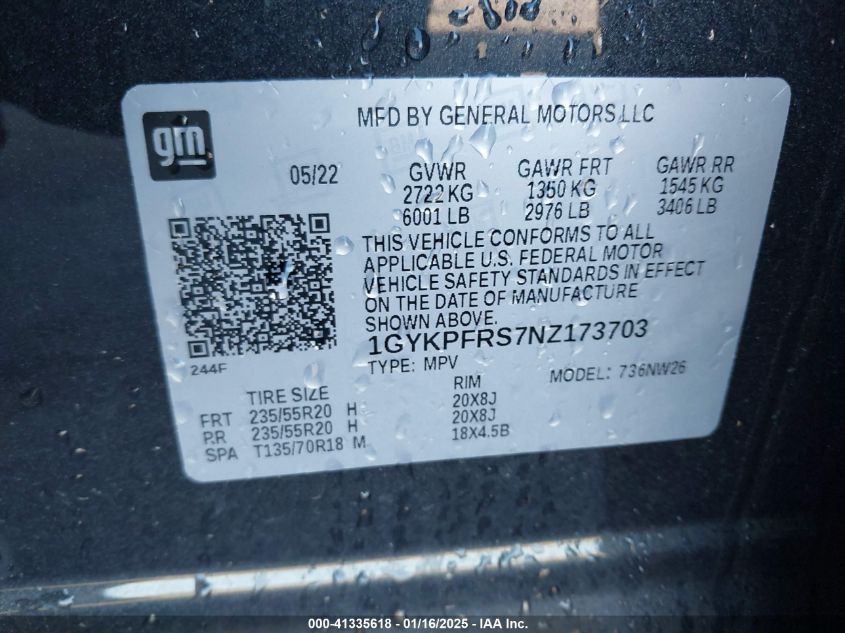 gm
MFD BY GENERAL MOTORS LLC
05/22
GVWR GAWR FRT GAWR RR
2722 KG 1350 KG 1545 KG
6001 LB 2976 LB 3406 LB
THIS VEHICLE CONFORMS TO ALL
APPLICABLE U.S. FEDERAL MOTOR
VEHICLE SAFETY STANDARDS IN EFFECT
ON THE DATE OF MANUFACTURE
SHOWN ABOVE.
1GYKPFRS7NZ173703
TYPE: MPV MODEL: 736NW26
244F
TIRE SIZE RIM
FRT 235/55R20 H 20X8J
RR 235/55R20 H 20X8J
SPA T135/70R18 M 18X4.5B
000-41335618 - 01/16/2025 - IAA Inc.